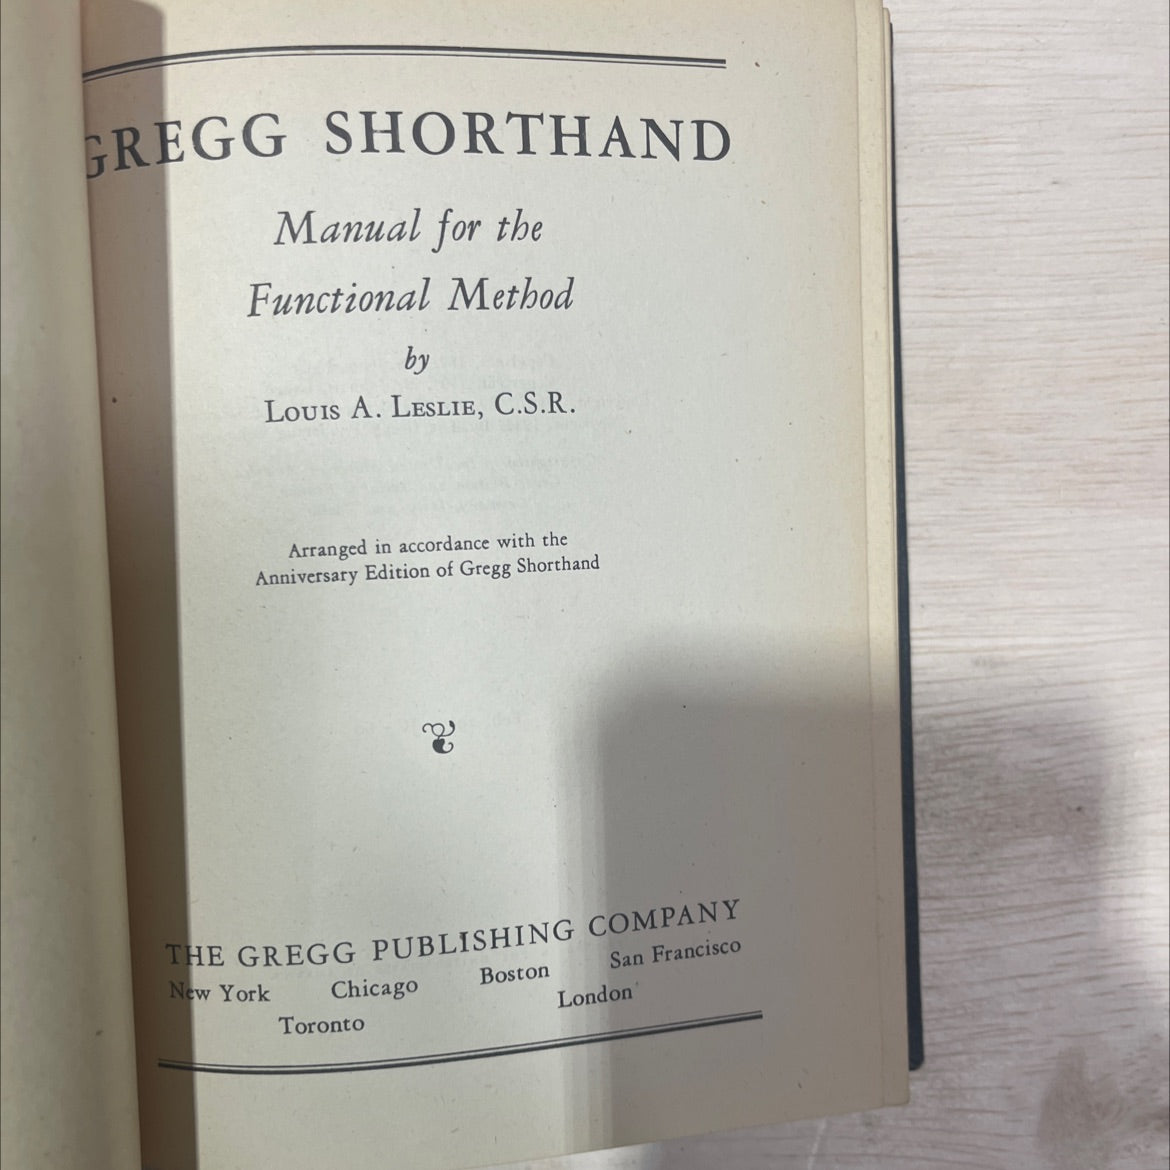 GREGG SHORTHAND
Manual for the
Functional Method
by
LOUIS A. LESLIE, C.S.R.
Arranged in accordance with the
Anniversary Edition of Gregg Shorthand
THE GREGG PUBLISHING COMPANY
New York Chicago Boston San Francisco
Toronto London